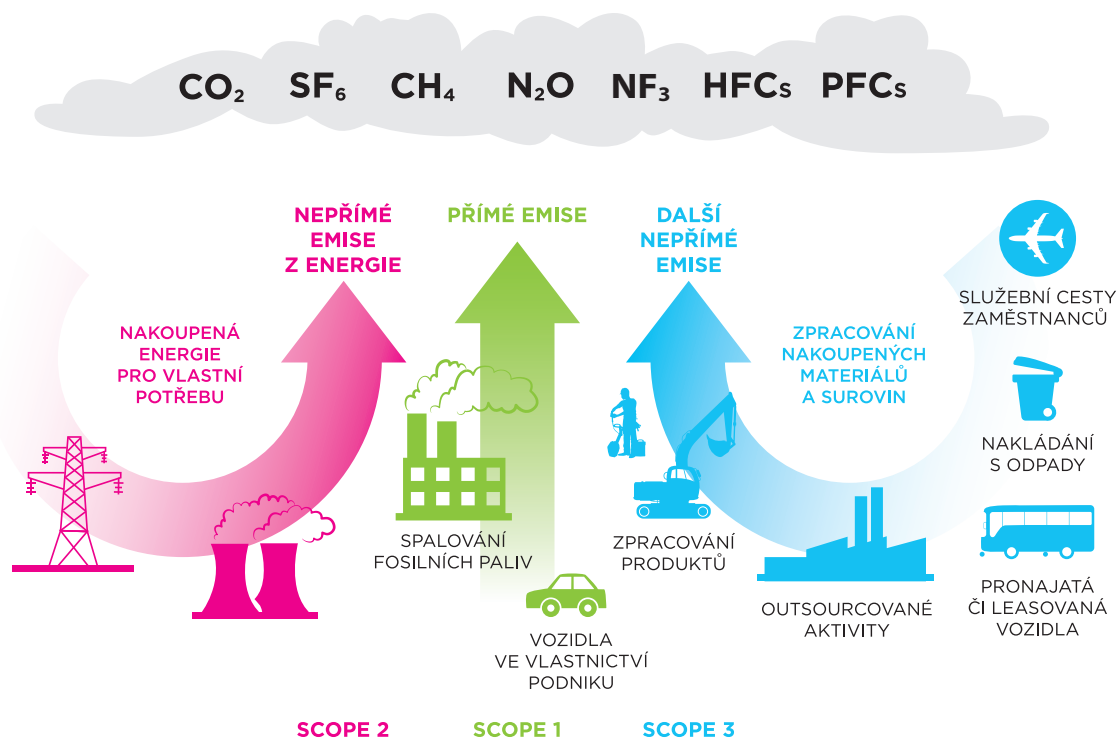 CO₂ SF₆ CH₄ N₂O NF₃ HFCs PFCs
NEPŘÍMÉ
EMISE
Z ENERGIE
PŘÍMÉ EMISE
DALŠÍ
NEPŘÍMÉ
EMISE
SLUŽEBNÍ CESTY
ZAMĚSTNANCŮ
NAKOUPENÁ
ENERGIE
PRO VLASTNÍ
POTŘEBU
ZPRACOVÁNÍ
NAKOUPENÝCH
MATERIÁLŮ
A SUROVIN
NAKLÁDÁNÍ
S ODPADY
SPALOVÁNÍ
FOSILNÍCH PALIV
ZPRACOVÁNÍ
PRODUKTŮ
OUTSOURCOVANÉ
AKTIVITY
PRONAJATÁ
ČI LEASOVANÁ
VOZIDLA
VOZIDLA
VE VLASTNICTVÍ
PODNIKU
SCOPE 2
SCOPE 1
SCOPE 3